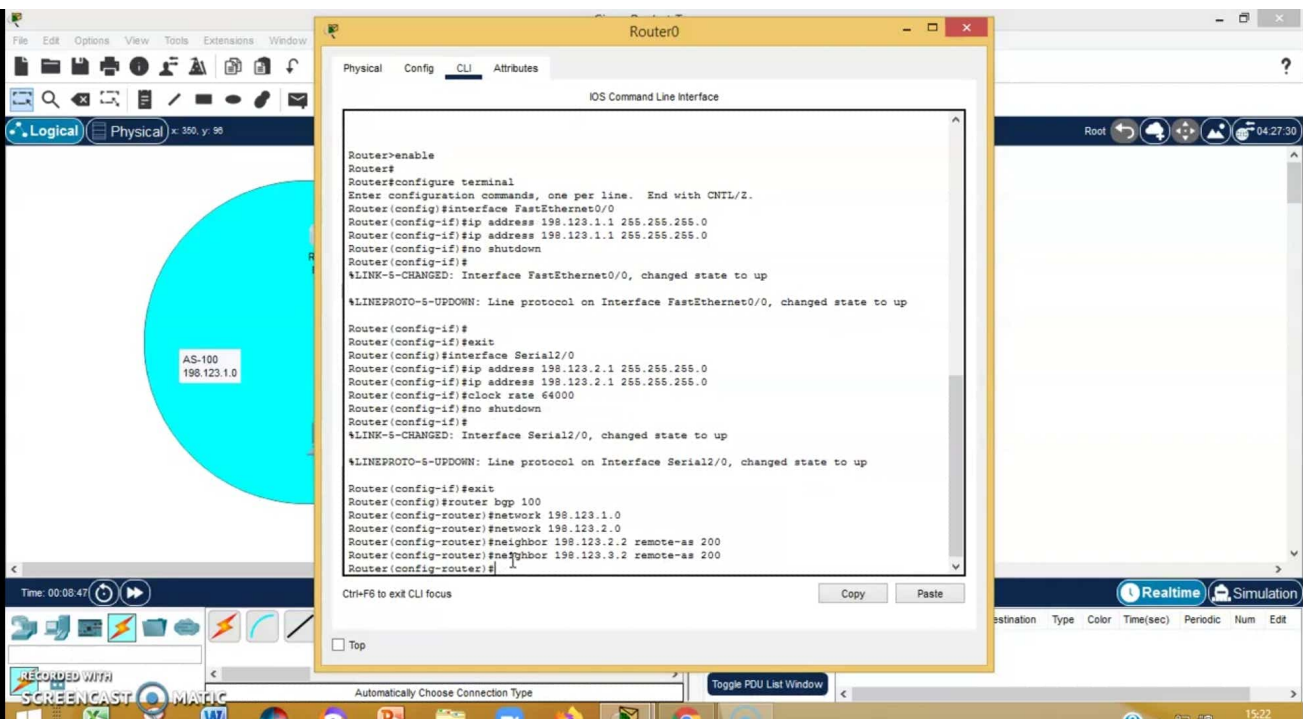 Router0
File Edit Options View Tools Extensions Window
Physical Config CLI Attributes
IOS Command Line Interface
Logical Physical x: 350, y: 96
Root 04:27:30
Router>enable
Router#
Router#configure terminal
Enter configuration commands, one per line. End with CNTL/Z.
Router(config)#interface FastEthernet0/0
Router(config-if)#ip address 198.123.1.1 255.255.255.0
Router(config-if)#ip address 198.123.1.1 255.255.255.0
Router(config-if)#no shutdown
Router(config-if)#
%LINK-5-CHANGED: Interface FastEthernet0/0, changed state to up
%LINEPROTO-5-UPDOWN: Line protocol on Interface FastEthernet0/0, changed state to up
Router(config-if)#
Router(config-if)#exit
Router(config)#interface Serial2/0
Router(config-if)#ip address 198.123.2.1 255.255.255.0
Router(config-if)#ip address 198.123.2.1 255.255.255.0
Router(config-if)#clock rate 64000
Router(config-if)#no shutdown
Router(config-if)#
%LINK-5-CHANGED: Interface Serial2/0, changed state to up
%LINEPROTO-5-UPDOWN: Line protocol on Interface Serial2/0, changed state to up
Router(config-if)#exit
Router(config)#router bgp 100
Router(config-router)#network 198.123.1.0
Router(config-router)#network 198.123.2.0
Router(config-router)#neighbor 198.123.2.2 remote-as 200
Router(config-router)#neighbor 198.123.3.2 remote-as 200
Router(config-router)#
AS-100
198.123.1.0
Ctrl+F6 to exit CLI focus
Copy Paste
Time: 00:08:47
Realtime Simulation
Top
Type Color Time(sec) Periodic Num Edit
Automatically Choose Connection Type
Toggle PDU List Window
RECORDED WITH
SCREENCAST MATIC
15:22